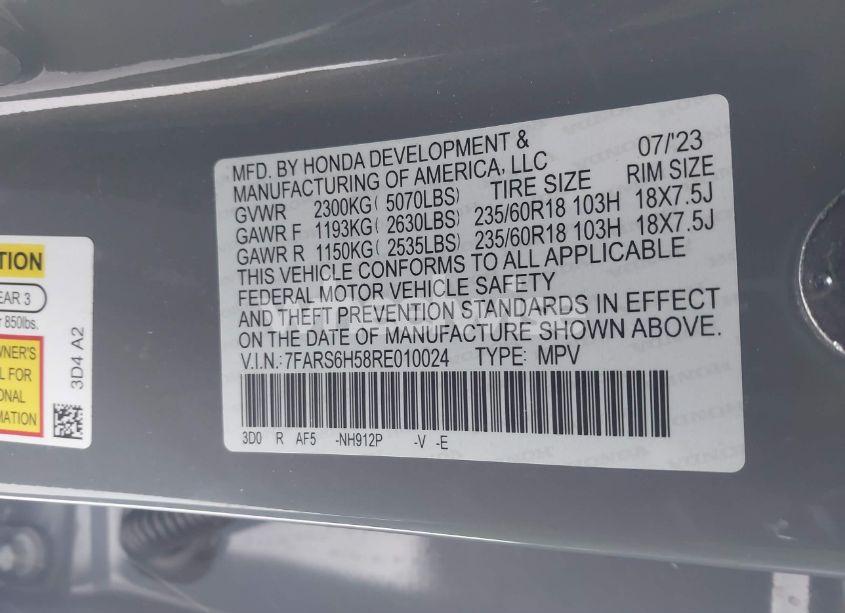 MFD. BY HONDA DEVELOPMENT & 07/'23
MANUFACTURING OF AMERICA, LLC
TIRE SIZE RIM SIZE
GVWR 2300KG( 5070LBS)
GAWR F 1193KG( 2630LBS) 235/60R18 103H 18X7.5J
GAWR R 1150KG( 2535LBS) 235/60R18 103H 18X7.5J
THIS VEHICLE CONFORMS TO ALL APPLICABLE
FEDERAL MOTOR VEHICLE SAFETY
AND THEFT PREVENTION STANDARDS IN EFFECT
ON THE DATE OF MANUFACTURE SHOWN ABOVE.
V.I.N.: 7FARS6H58RE010024 TYPE: MPV
3D0 R AF5 -NH912P -V -E
850lbs.
3D4 A2